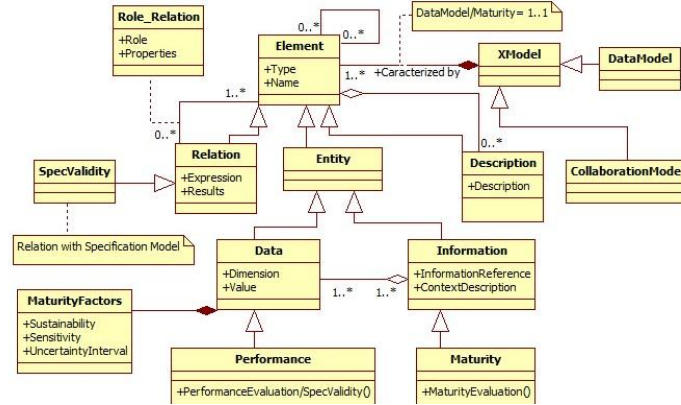 Role_Relation
+Role
+Properties
0..*
0..*
DataModel/Maturity= 1..1
Element
+Type
+Name
1..*
+Caracterized by
XModel
DataModel
1..*
0..*
0..*
Relation
+Expression
+Results
SpecValidity
Entity
Description
+Description
CollaborationMode
Relation with Specification Model
Data
+Dimension
+Value
1..*
1..*
Information
+InformationReference
+ContextDescription
MaturityFactors
+Sustainability
+Sensitivity
+UncertaintyInterval
Performance
+PerformanceEvaluation/SpecValidity()
Maturity
+MaturityEvaluation()